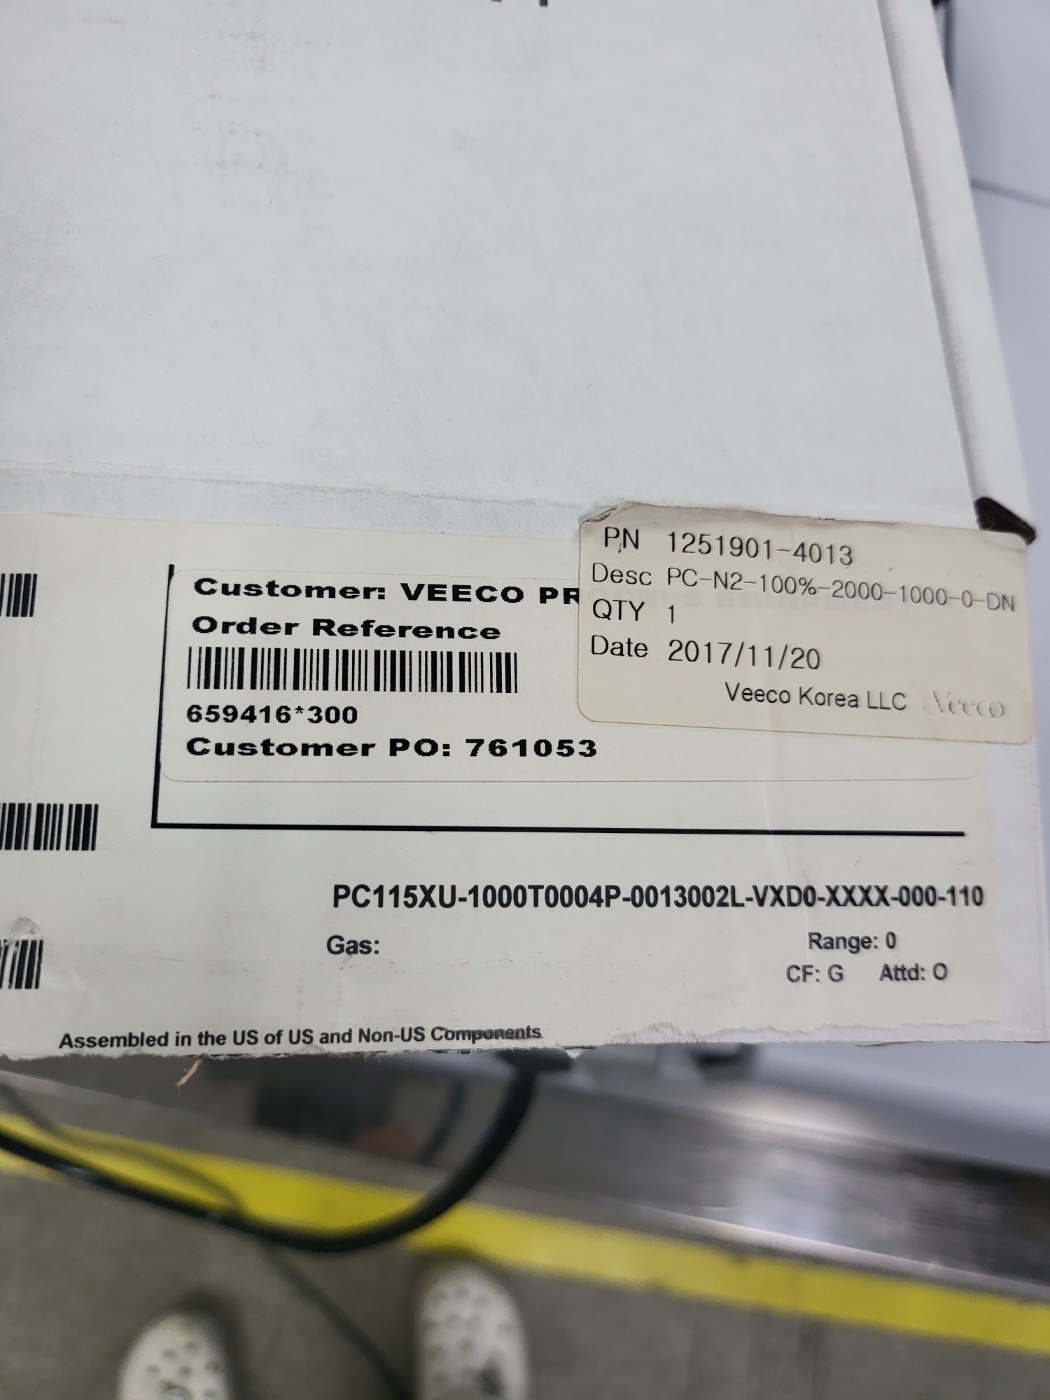 Customer: VEECO PR
Order Reference
659416*300
Customer PO: 761053
PN 1251901-4013
Desc PC-N2-100%-2000-1000-0-DN
QTY 1
Date 2017/11/20
Veeco Korea LLC Veeco
PC115XU-1000T0004P-0013002L-VXD0-XXXX-000-110
Gas:
Range: 0
CF: G Attd: O
Assembled in the US of US and Non-US Components